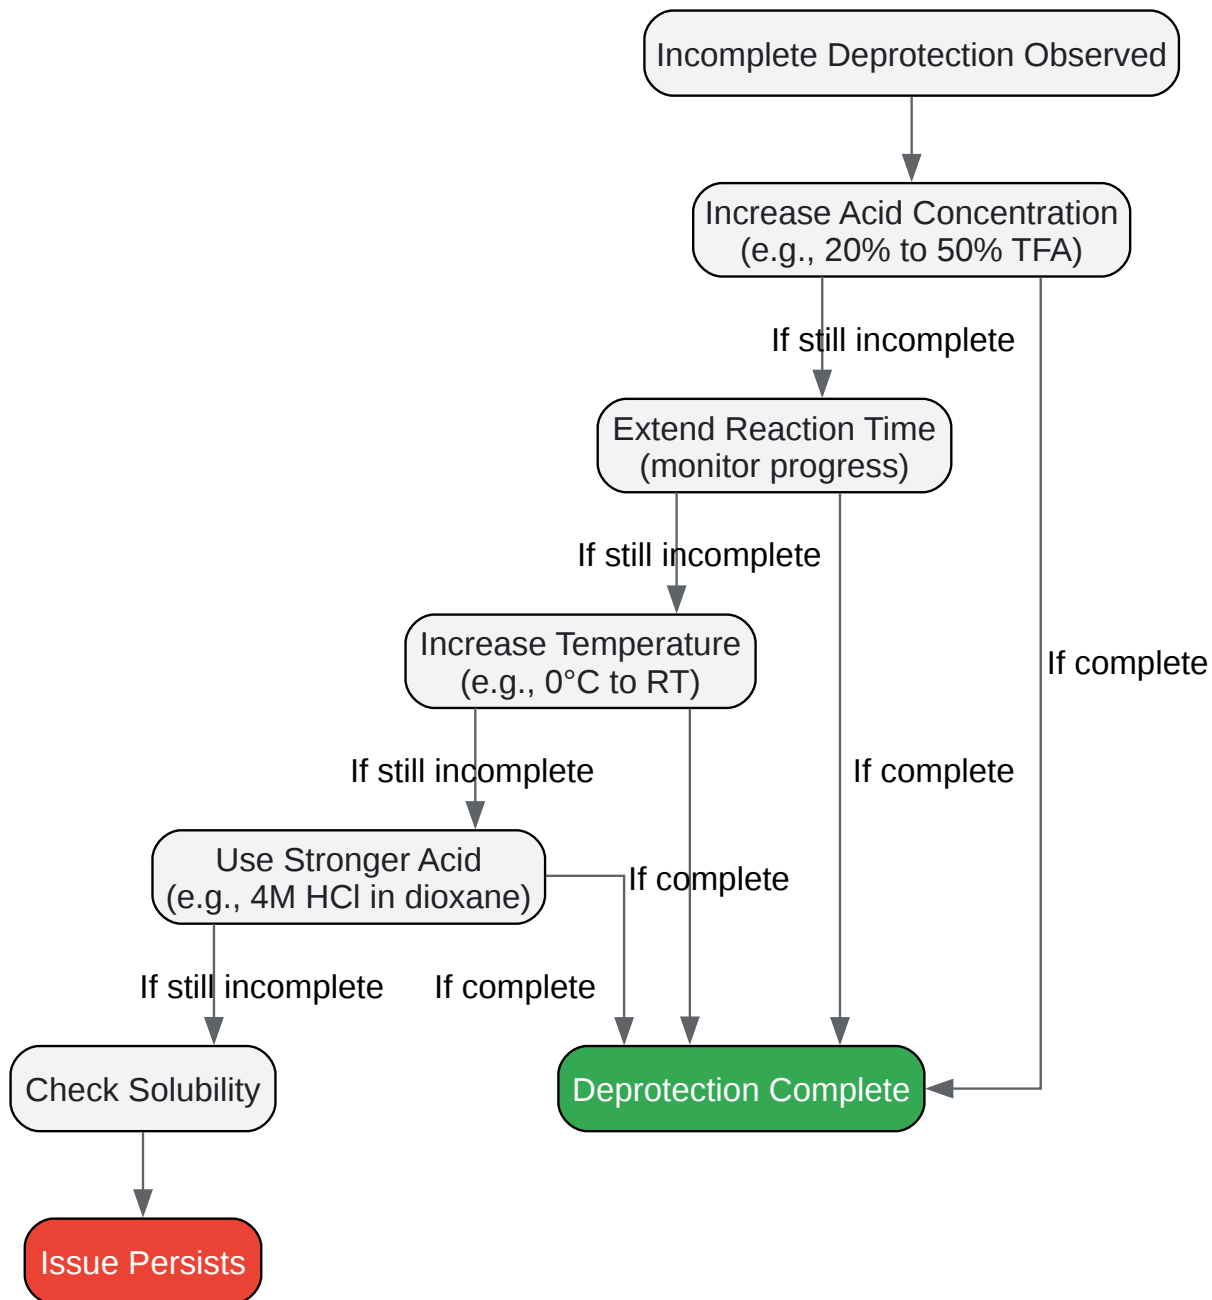 Incomplete Deprotection Observed
Increase Acid Concentration
(e.g., 20% to 50% TFA)
If still incomplete
Extend Reaction Time
(monitor progress)
If still incomplete
Increase Temperature
(e.g., 0°C to RT)
If complete
If still incomplete
If complete
Use Stronger Acid
(e.g., 4M HCl in dioxane)
If complete
If still incomplete
If complete
Check Solubility
Deprotection Complete
Issue Persists